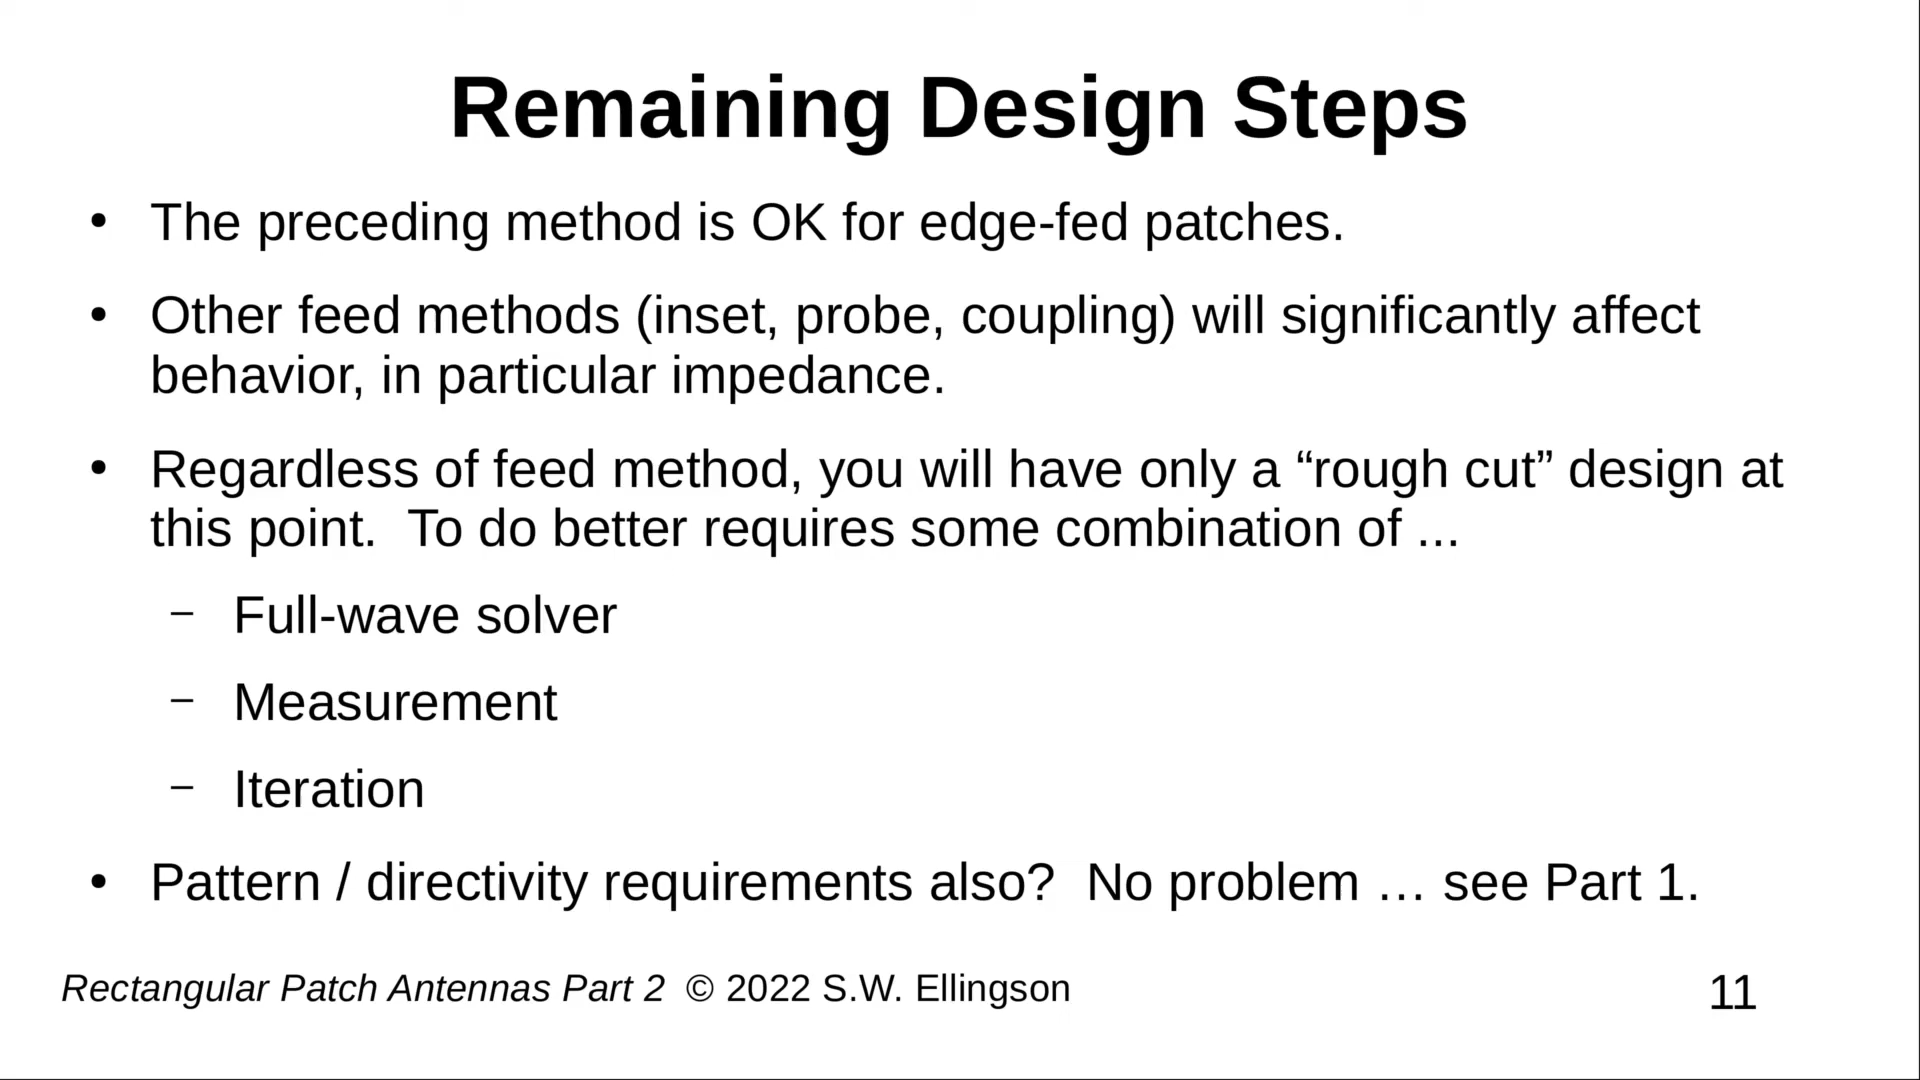 Remaining Design Steps
• The preceding method is OK for edge-fed patches.
• Other feed methods (inset, probe, coupling) will significantly affect
behavior, in particular impedance.
• Regardless of feed method, you will have only a “rough cut” design at
this point.  To do better requires some combination of ...
– Full-wave solver
– Measurement
– Iteration
• Pattern / directivity requirements also?  No problem … see Part 1.
Rectangular Patch Antennas Part 2  © 2022 S.W. Ellingson
11